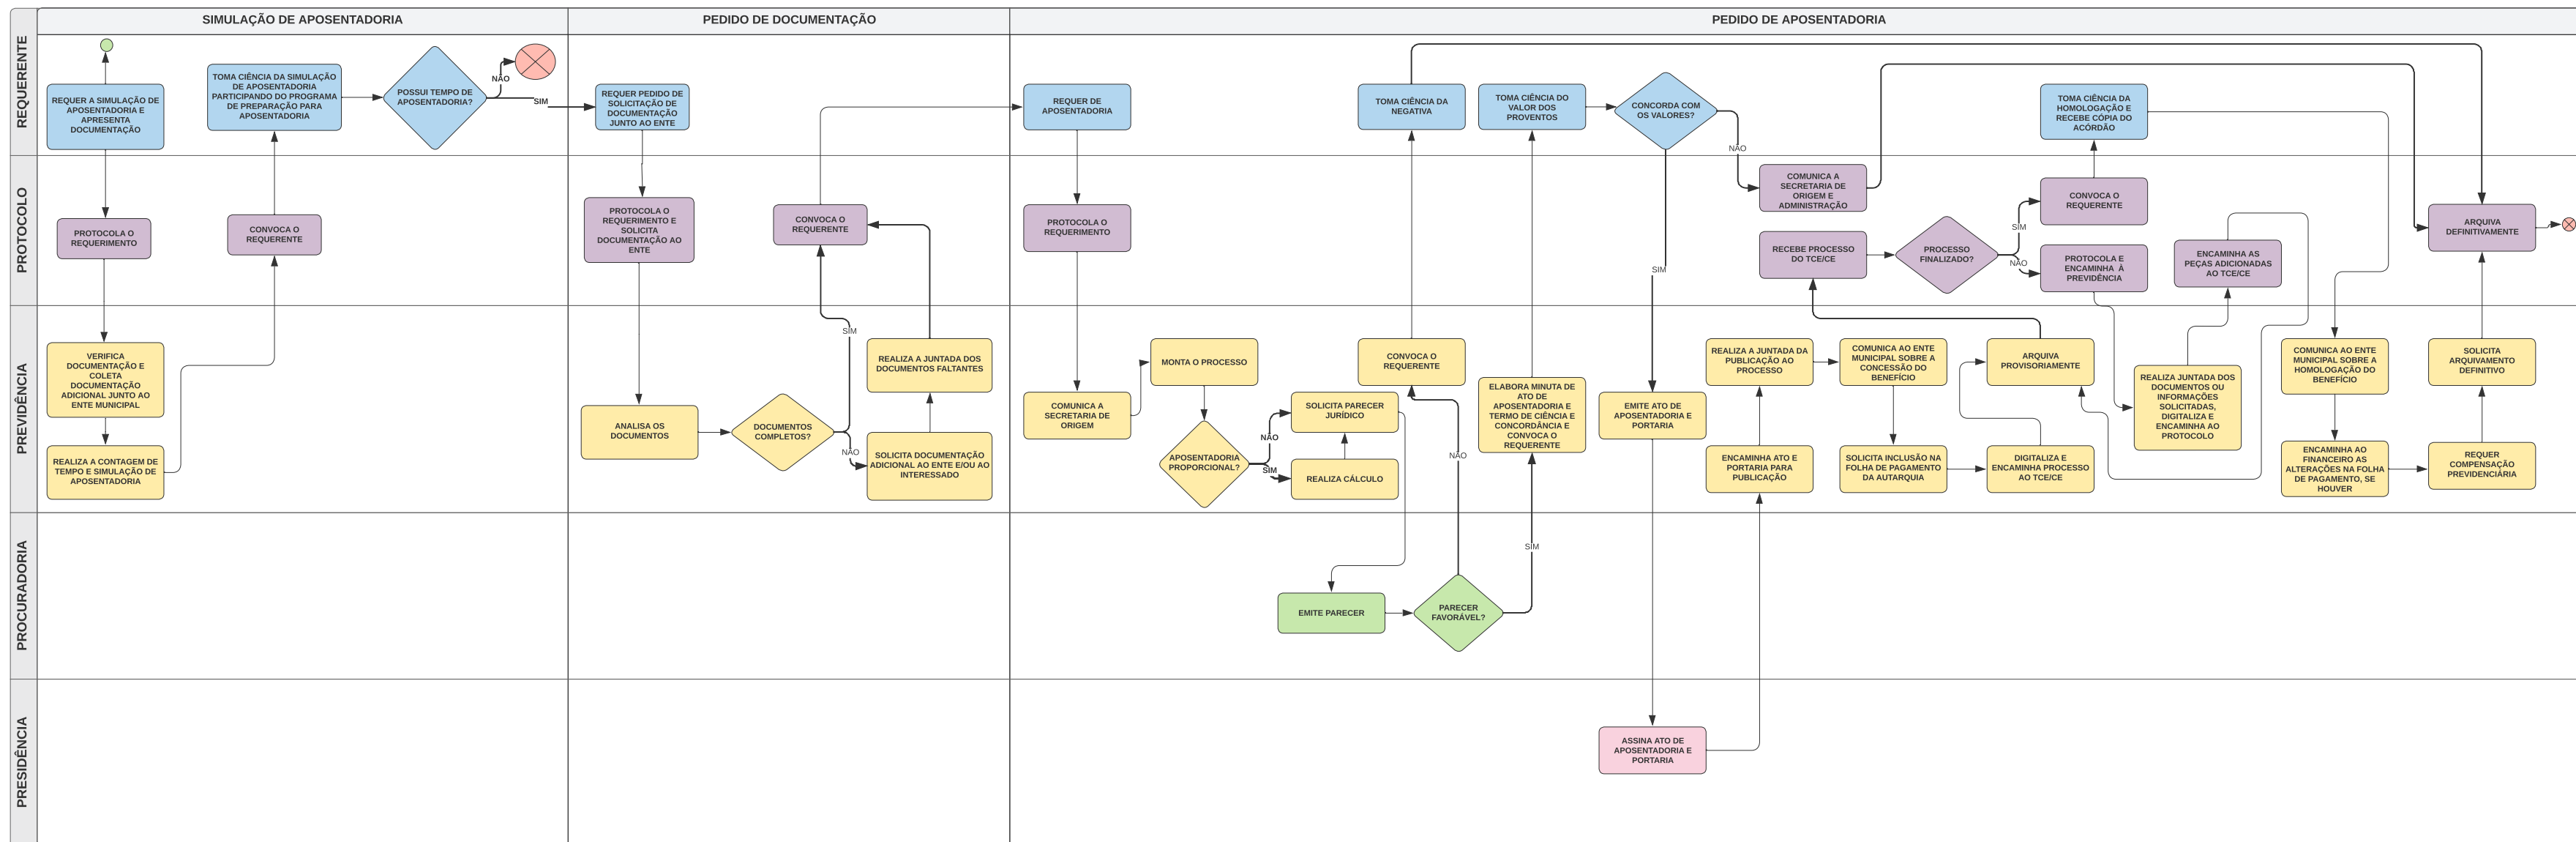 SIMULAÇÃO DE APOSENTADORIA
PEDIDO DE DOCUMENTAÇÃO
PEDIDO DE APOSENTADORIA
REQUERENTE
REQUER A SIMULAÇÃO DE
APOSENTADORIA E
APRESENTA
DOCUMENTAÇÃO
TOMA CIÊNCIA DA SIMULAÇÃO
DE APOSENTADORIA
PARTICIPANDO DO PROGRAMA
DE PREPARAÇÃO PARA
APOSENTADORIA
POSSUI TEMPO DE
APOSENTADORIA?
NÃO
SIM
REQUER PEDIDO DE
SOLICITAÇÃO DE
DOCUMENTAÇÃO
JUNTO AO ENTE
REQUER DE
APOSENTADORIA
TOMA CIÊNCIA DA
NEGATIVA
TOMA CIÊNCIA DO
VALOR DOS
PROVENTOS
CONCORDA COM
OS VALORES?
NÃO
SIM
TOMA CIÊNCIA DA
HOMOLOGAÇÃO E
RECEBE CÓPIA DO
ACÓRDÃO
PROTOCOLO
PROTOCOLA O
REQUERIMENTO
CONVOCA O
REQUERENTE
PROTOCOLA O
REQUERIMENTO E
SOLICITA
DOCUMENTAÇÃO AO
ENTE
CONVOCA O
REQUERENTE
PROTOCOLA O
REQUERIMENTO
COMUNICA A
SECRETARIA DE
ORIGEM E
ADMINISTRAÇÃO
RECEBE PROCESSO
DO TCE/CE
PROCESSO
FINALIZADO?
SIM
NÃO
CONVOCA O
REQUERENTE
PROTOCOLA E
ENCAMINHA À
PREVIDÊNCIA
ENCAMINHA AS
PEÇAS ADICIONADAS
AO TCE/CE
ARQUIVA
DEFINITIVAMENTE
PREVIDÊNCIA
VERIFICA
DOCUMENTAÇÃO E
COLETA
DOCUMENTAÇÃO
ADICIONAL JUNTO AO
ENTE MUNICIPAL
REALIZA A CONTAGEM DE
TEMPO E SIMULAÇÃO DE
APOSENTADORIA
ANALISA OS
DOCUMENTOS
DOCUMENTOS
COMPLETOS?
SIM
NÃO
REALIZA A JUNTADA DOS
DOCUMENTOS FALTANTES
SOLICITA DOCUMENTAÇÃO
ADICIONAL AO ENTE E/OU AO
INTERESSADO
COMUNICA A
SECRETARIA DE
ORIGEM
MONTA O PROCESSO
APOSENTADORIA
PROPORCIONAL?
NÃO
SIM
SOLICITA PARECER
JURÍDICO
REALIZA CÁLCULO
CONVOCA O
REQUERENTE
NÃO
ELABORA MINUTA DE
ATO DE
APOSENTADORIA E
TERMO DE CIÊNCIA E
CONCORDÂNCIA E
CONVOCA O
REQUERENTE
SIM
EMITE ATO DE
APOSENTADORIA E
PORTARIA
REALIZA A JUNTADA DA
PUBLICAÇÃO AO
PROCESSO
ENCAMINHA ATO E
PORTARIA PARA
PUBLICAÇÃO
COMUNICA AO ENTE
MUNICIPAL SOBRE A
CONCESSÃO DO
BENEFÍCIO
SOLICITA INCLUSÃO NA
FOLHA DE PAGAMENTO
DA AUTARQUIA
ARQUIVA
PROVISORIAMENTE
DIGITALIZA E
ENCAMINHA PROCESSO
AO TCE/CE
REALIZA JUNTADA DOS
DOCUMENTOS OU
INFORMAÇÕES
SOLICITADAS,
DIGITALIZA E
ENCAMINHA AO
PROTOCOLO
COMUNICA AO ENTE
MUNICIPAL SOBRE A
HOMOLOGAÇÃO DO
BENEFÍCIO
ENCAMINHA AO
FINANCEIRO AS
ALTERAÇÕES NA FOLHA
DE PAGAMENTO, SE
HOUVER
SOLICITA
ARQUIVAMENTO
DEFINITIVO
REQUER
COMPENSAÇÃO
PREVIDENCIÁRIA
PROCURADORIA
EMITE PARECER
PARECER
FAVORÁVEL?
PRESIDÊNCIA
ASSINA ATO DE
APOSENTADORIA E
PORTARIA